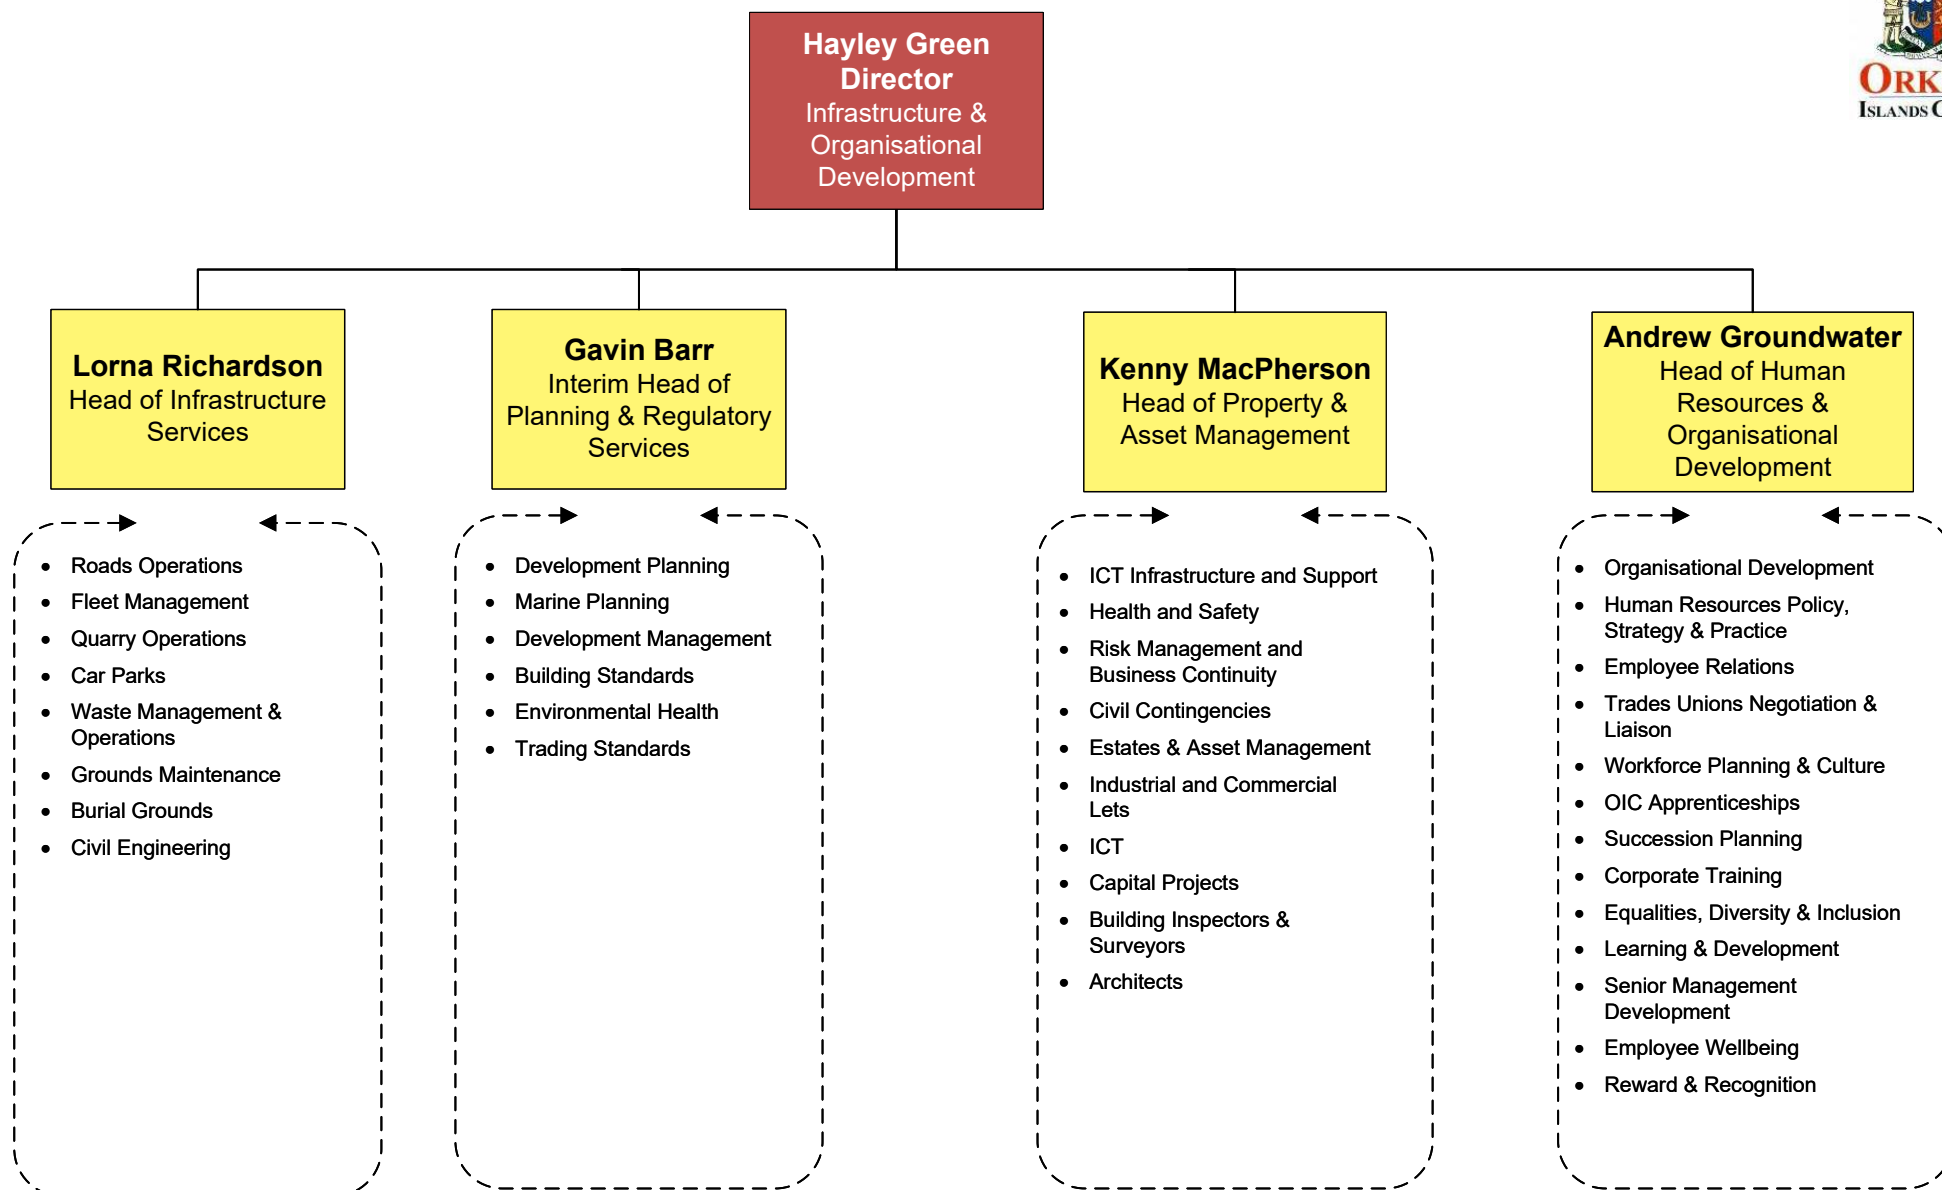 Hayley Green
Director
Infrastructure &
Organisational
Development
ORK
ISLANDS C
Lorna Richardson
Head of Infrastructure
Services
Gavin Barr
Interim Head of
Planning & Regulatory
Services
Kenny MacPherson
Head of Property &
Asset Management
Andrew Groundwater
Head of Human
Resources &
Organisational
Development
• Roads Operations
• Fleet Management
• Quarry Operations
• Car Parks
• Waste Management &
Operations
• Grounds Maintenance
• Burial Grounds
• Civil Engineering
• Development Planning
• Marine Planning
• Development Management
• Building Standards
• Environmental Health
• Trading Standards
• ICT Infrastructure and Support
• Health and Safety
• Risk Management and
Business Continuity
• Civil Contingencies
• Estates & Asset Management
• Industrial and Commercial
Lets
• ICT
• Capital Projects
• Building Inspectors &
Surveyors
• Architects
• Organisational Development
• Human Resources Policy,
Strategy & Practice
• Employee Relations
• Trades Unions Negotiation &
Liaison
• Workforce Planning & Culture
• OIC Apprenticeships
• Succession Planning
• Corporate Training
• Equalities, Diversity & Inclusion
• Learning & Development
• Senior Management
Development
• Employee Wellbeing
• Reward & Recognition